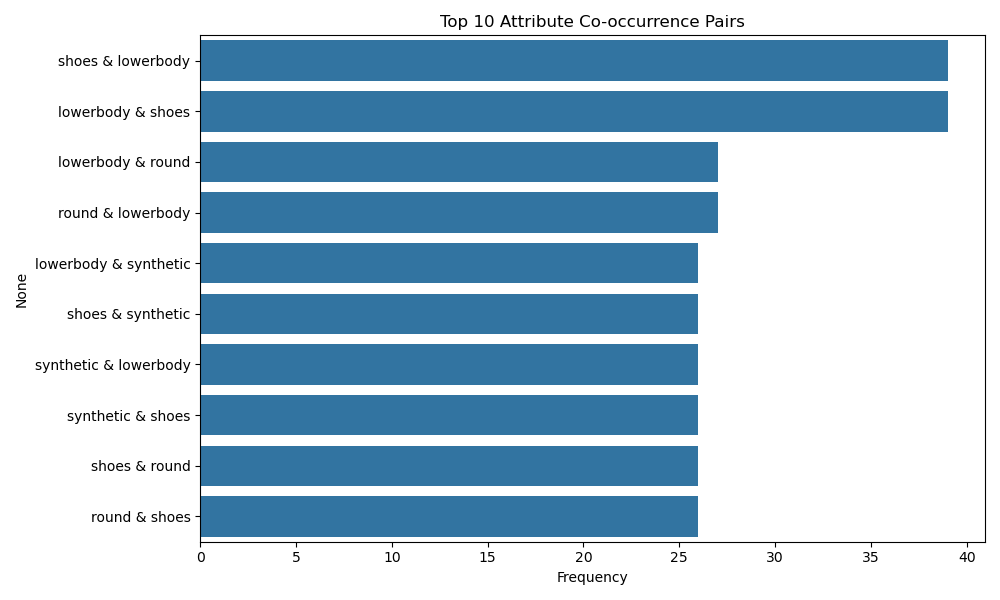 Top 10 Attribute Co-occurrence Pairs
shoes & lowerbody
lowerbody & shoes
lowerbody & round
round & lowerbody
lowerbody & synthetic
shoes & synthetic
synthetic & lowerbody
synthetic & shoes
shoes & round
round & shoes
None
0 5 10 15 20 25 30 35 40
Frequency